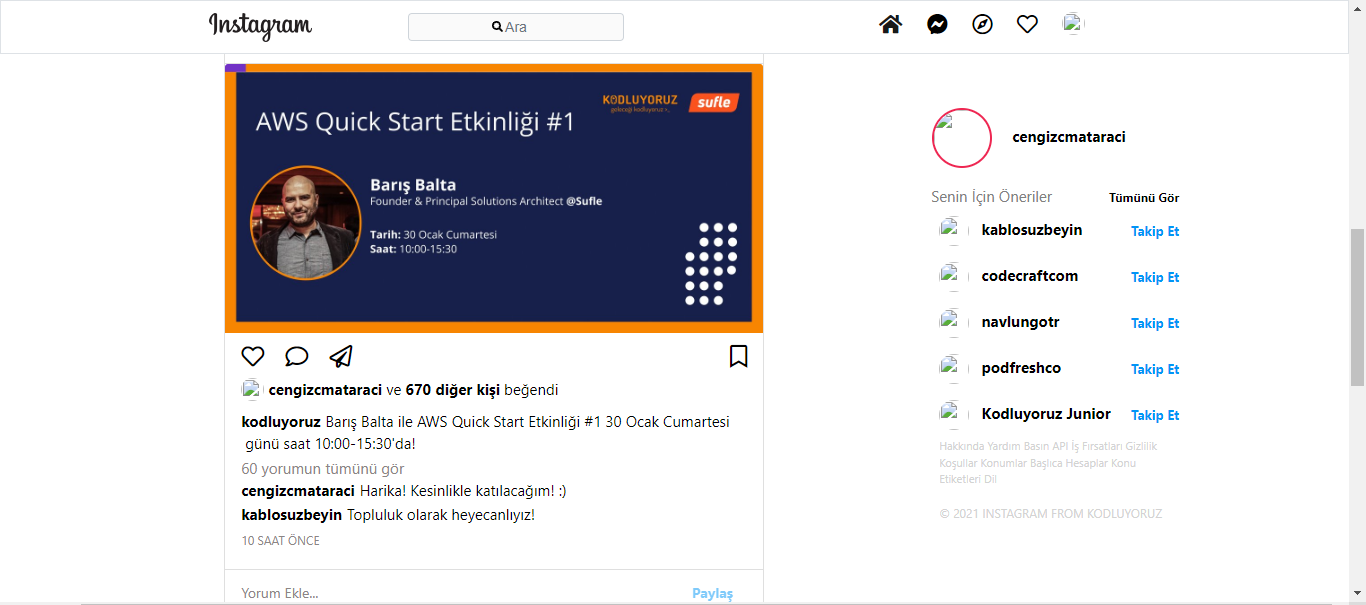 Instagram
Ara
KODLUYORUZ
geleceği kodluyoruz
sufle
AWS Quick Start Etkinliği #1
Barış Balta
Founder & Principal Solutions Architect @Sufle
Tarih: 30 Ocak Cumartesi
Saat: 10:00-15:30
cengizcmataraci ve 670 diğer kişi beğendi
kodluyoruz Barış Balta ile AWS Quick Start Etkinliği #1 30 Ocak Cumartesi
günü saat 10:00-15:30'da!
60 yorumun tümünü gör
cengizcmataraci Harika! Kesinlikle katılacağım! :)
kablosuzbeyin Topluluk olarak heyecanlıyız!
10 SAAT ÖNCE
Yorum Ekle... Paylaş
cengizcmataraci
Senin İçin Öneriler Tümünü Gör
kablosuzbeyin Takip Et
codecraftcom Takip Et
navlungotr Takip Et
podfreshco Takip Et
Kodluyoruz Junior Takip Et
Hakkında Yardım Basın API İş Fırsatları Gizlilik
Koşullar Konumlar Başlıca Hesaplar Konu
Etiketleri Dil
© 2021 INSTAGRAM FROM KODLUYORUZ